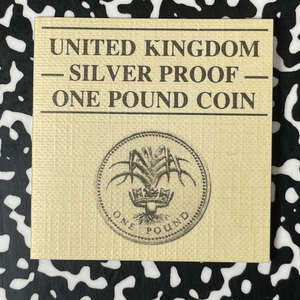 UNITED KINGDOM
— SILVER PROOF —
ONE POUND COIN
ONE POUND